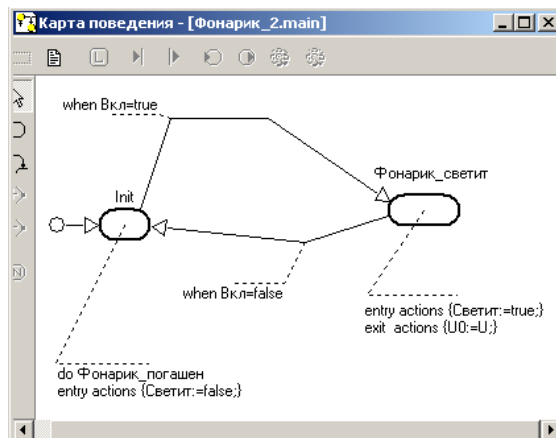 Карта поведения - [Фонарик_2.main]
L
when Вкл=true
Фонарик_светит
Init
N
when Вкл=false
entry actions {Светит:=true;}
exit actions {U0:=U;}
do Фонарик_погашен
entry actions {Светит:=false;}